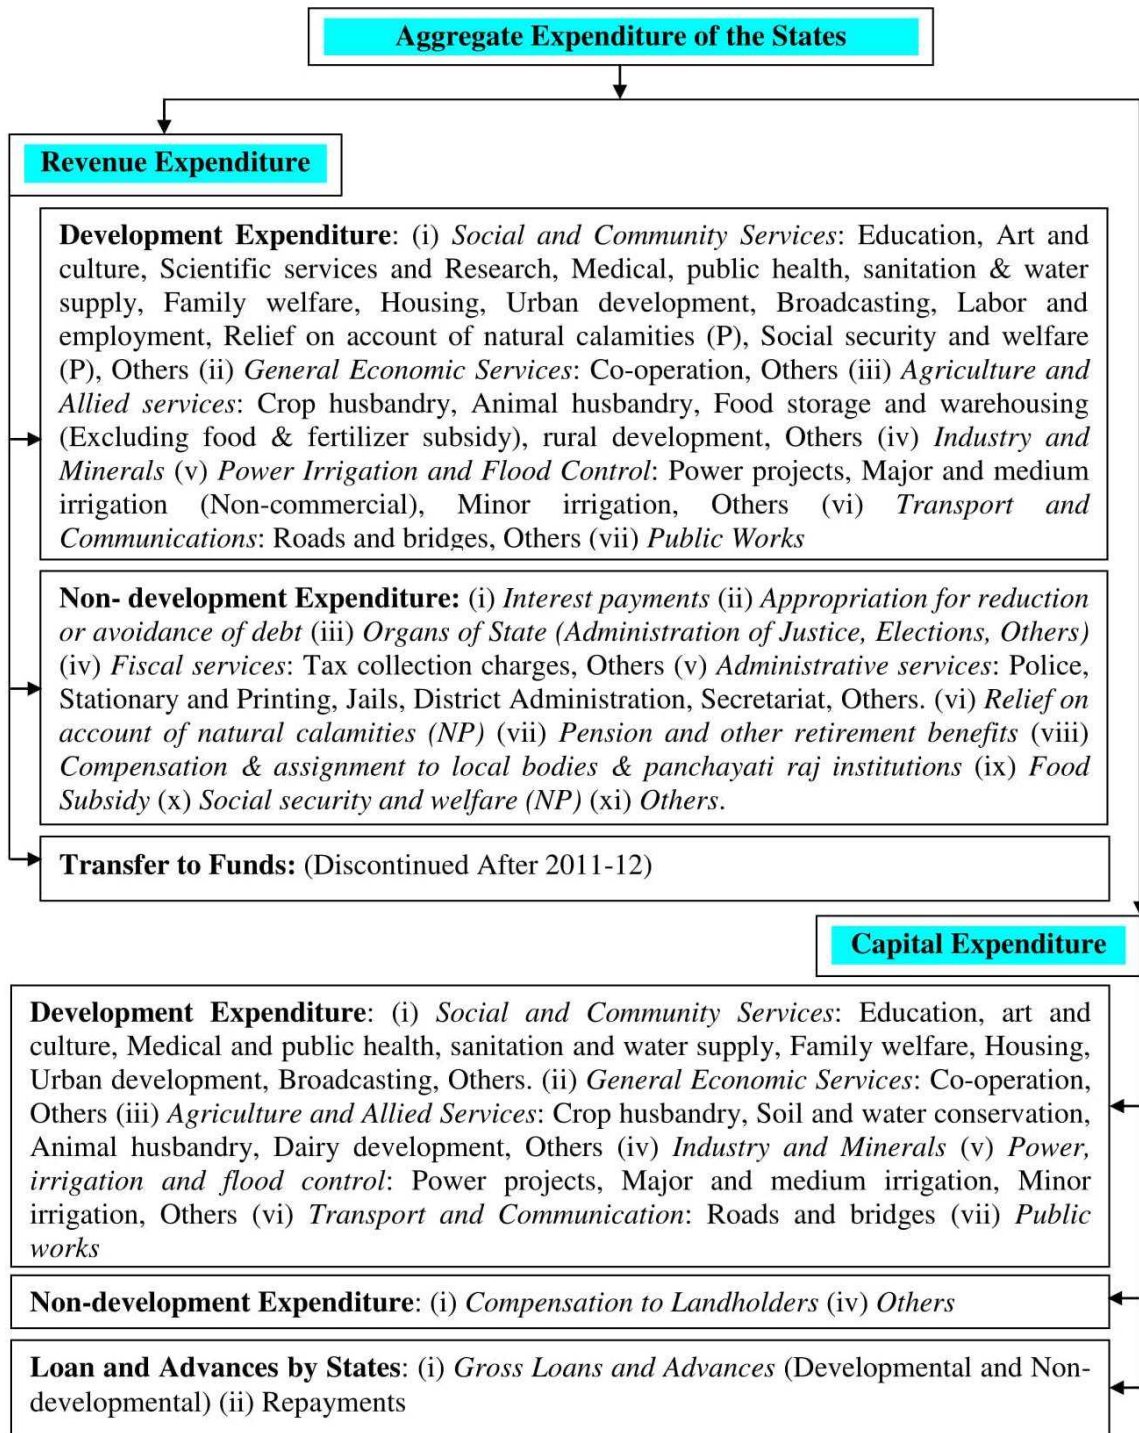 Aggregate Expenditure of the States
Revenue Expenditure
Development Expenditure: (i) Social and Community Services: Education, Art and
culture, Scientific services and Research, Medical, public health, sanitation & water
supply, Family welfare, Housing, Urban development, Broadcasting, Labor and
employment, Relief on account of natural calamities (P), Social security and welfare
(P), Others (ii) General Economic Services: Co-operation, Others (iii) Agriculture and
Allied services: Crop husbandry, Animal husbandry, Food storage and warehousing
(Excluding food & fertilizer subsidy), rural development, Others (iv) Industry and
Minerals (v) Power Irrigation and Flood Control: Power projects, Major and medium
irrigation (Non-commercial), Minor irrigation, Others (vi) Transport and
Communications: Roads and bridges, Others (vii) Public Works
Non- development Expenditure: (i) Interest payments (ii) Appropriation for reduction
or avoidance of debt (iii) Organs of State (Administration of Justice, Elections, Others)
(iv) Fiscal services: Tax collection charges, Others (v) Administrative services: Police,
Stationary and Printing, Jails, District Administration, Secretariat, Others. (vi) Relief on
account of natural calamities (NP) (vii) Pension and other retirement benefits (viii)
Compensation & assignment to local bodies & panchayati raj institutions (ix) Food
Subsidy (x) Social security and welfare (NP) (xi) Others.
Transfer to Funds: (Discontinued After 2011-12)
Capital Expenditure
Development Expenditure: (i) Social and Community Services: Education, art and
culture, Medical and public health, sanitation and water supply, Family welfare, Housing,
Urban development, Broadcasting, Others. (ii) General Economic Services: Co-operation,
Others (iii) Agriculture and Allied Services: Crop husbandry, Soil and water conservation,
Animal husbandry, Dairy development, Others (iv) Industry and Minerals (v) Power,
irrigation and flood control: Power projects, Major and medium irrigation, Minor
irrigation, Others (vi) Transport and Communication: Roads and bridges (vii) Public
works
Non-development Expenditure: (i) Compensation to Landholders (iv) Others
Loan and Advances by States: (i) Gross Loans and Advances (Developmental and Non-
developmental) (ii) Repayments